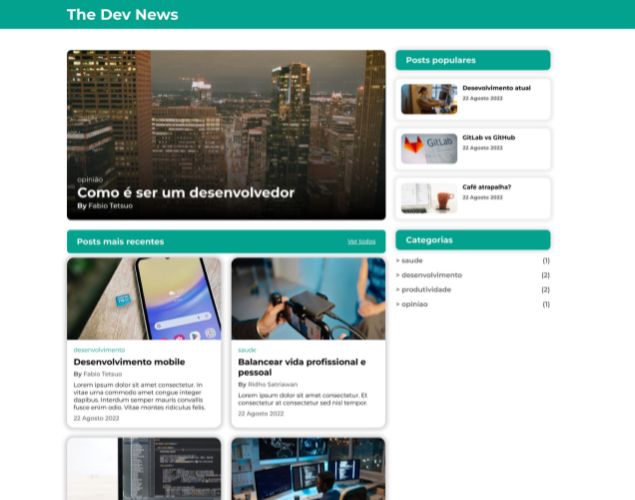 The Dev News
opinião
Como é ser um desenvolvedor
By Fabio Tetsuo
Posts mais recentes
Ver todos
desenvolvimento
Desenvolvimento mobile
By Fabio Tetsuo
Lorem ipsum dolor sit amet consectetur. In
vitae urna commodo amet congue integer
dapibus. Interdum semper mauris convallis
fusce enim odio. Vitae montes ridiculus felis.
22 Agosto 2022
saude
Balancear vida profissional e
pessoal
By Ridho Satriawan
Lorem ipsum dolor sit amet consectetur. Et
consectetur at consectetur sed nisl tempor.
22 Agosto 2022
Posts populares
Desevolvimento atual
22 Agosto 2022
GitLab
GitLab vs GitHub
22 Agosto 2022
Café atrapalha?
22 Agosto 2022
Categorias
> saude (1)
> desenvolvimento (2)
> produtividade (2)
> opiniao (1)